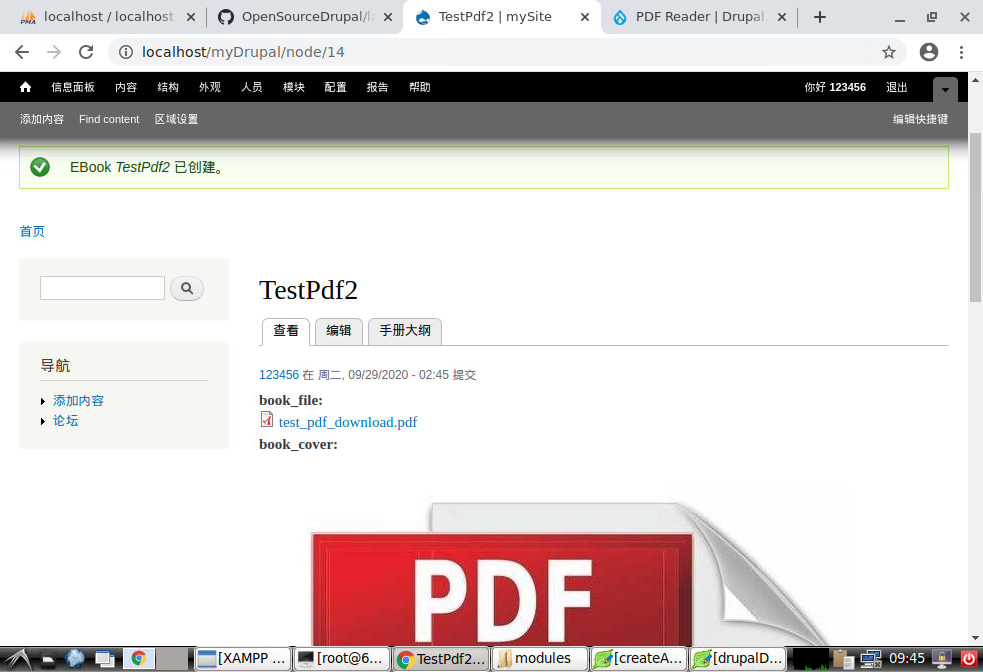 localhost / localhost
OpenSourceDrupal/
TestPdf2 | mySite
PDF Reader | Drupal.
localhost/myDrupal/node/14
信息面板 内容 结构 外观 人员 模块 配置 报告 帮助 你好 123456 退出
添加内容 Find content 区域设置 编辑快捷键
EBook TestPdf2 已创建。
首页
TestPdf2
查看 编辑 手册大纲
导航
添加内容
论坛
123456 在 周二, 09/29/2020 - 02:45 提交
book_file:
test_pdf_download.pdf
book_cover:
PDF
[XAMPP ... [root@6... TestPdf2... modules [createA... [drupalD... 09:45